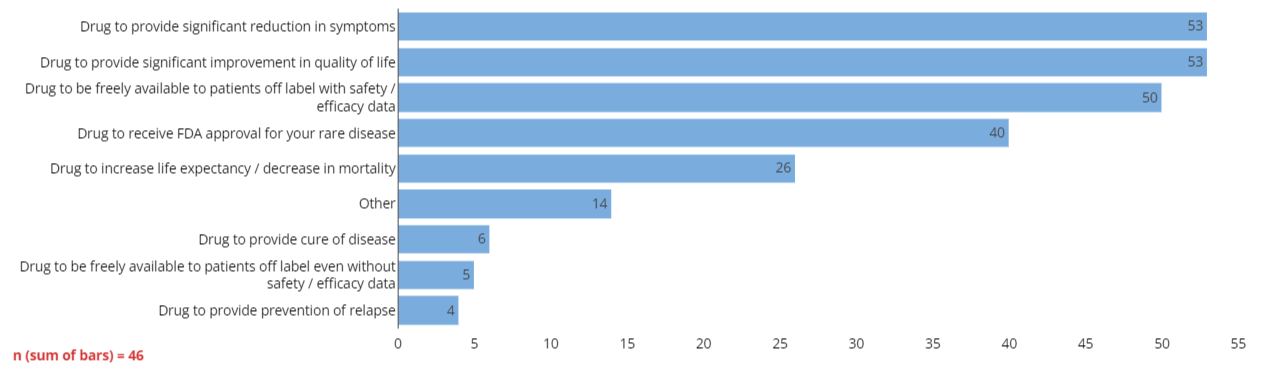 Drug to provide significant reduction in symptoms
53
Drug to provide significant improvement in quality of life
53
Drug to be freely available to patients off label with safety /
efficacy data
50
Drug to receive FDA approval for your rare disease
40
Drug to increase life expectancy / decrease in mortality
26
Other
14
Drug to provide cure of disease
6
Drug to be freely available to patients off label even without
safety / efficacy data
5
Drug to provide prevention of relapse
4
0 5 10 15 20 25 30 35 40 45 50 55
n (sum of bars) = 46